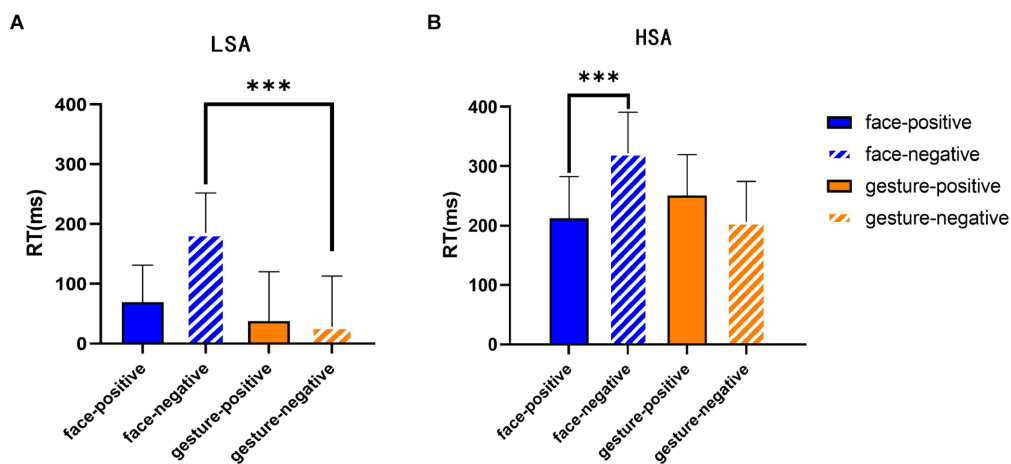 A
LSA
***
RT(ms)
400
300
200
100
0
face-positive
face-negative
gesture-positive
gesture-negative
B
HSA
***
RT(ms)
400
300
200
100
0
face-positive
face-negative
gesture-positive
gesture-negative
face-positive
face-negative
gesture-positive
gesture-negative